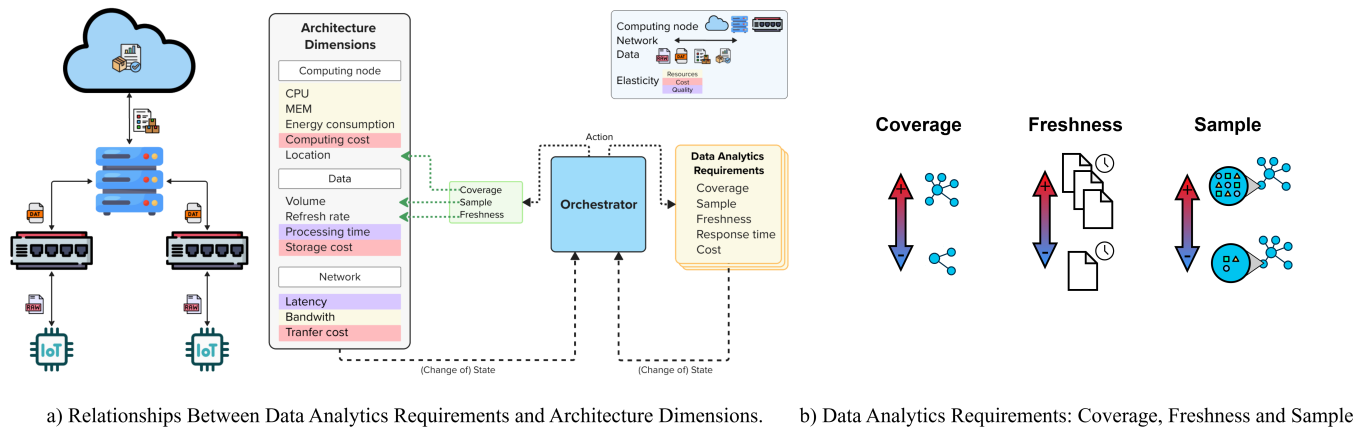 Architecture
Dimensions
Computing node
CPU
MEM
Energy consumption
Computing cost
Location
Data
Volume
Refresh rate
Processing time
Storage cost
Network
Latency
Bandwith
Tranfer cost
DAT
DAT
RAW
RAW
IoT
IoT
Coverage
Sample
Freshness
Action
Orchestrator
Data Analytics
Requirements
Coverage
Sample
Freshness
Response time
Cost
(Change of) State
(Change of) State
Computing node
Network
Data
RAW
DAT
Elasticity
Resources
Cost
Quality
Coverage
+
-
Freshness
+
-
Sample
+
-
a) Relationships Between Data Analytics Requirements and Architecture Dimensions.
b) Data Analytics Requirements: Coverage, Freshness and Sample